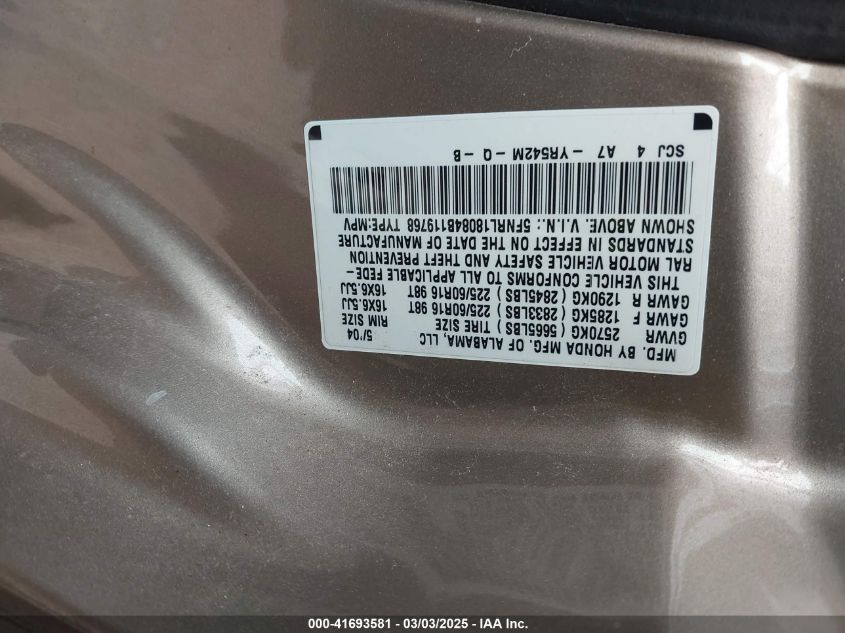 MFD. BY HONDA MFG. OF ALABAMA, LLC
5/'04
GVWR 2570KG ( 5665LBS ) TIRE SIZE RIM SIZE
GAWR F 1285KG ( 2833LBS ) 225/60R16 98T 16X6.5JJ
GAWR R 1290KG ( 2845LBS ) 225/60R16 98T 16X6.5JJ
THIS VEHICLE CONFORMS TO ALL APPLICABLE FEDE-
RAL MOTOR VEHICLE SAFETY AND THEFT PREVENTION
STANDARDS IN EFFECT ON THE DATE OF MANUFACTURE
SHOWN ABOVE. V.I.N.: 5FNRL18084B119768 TYPE:MPV
SCJ 4 A7 - YR542M - Q - B
000-41693581 / 03/03/2025 - IAA Inc.